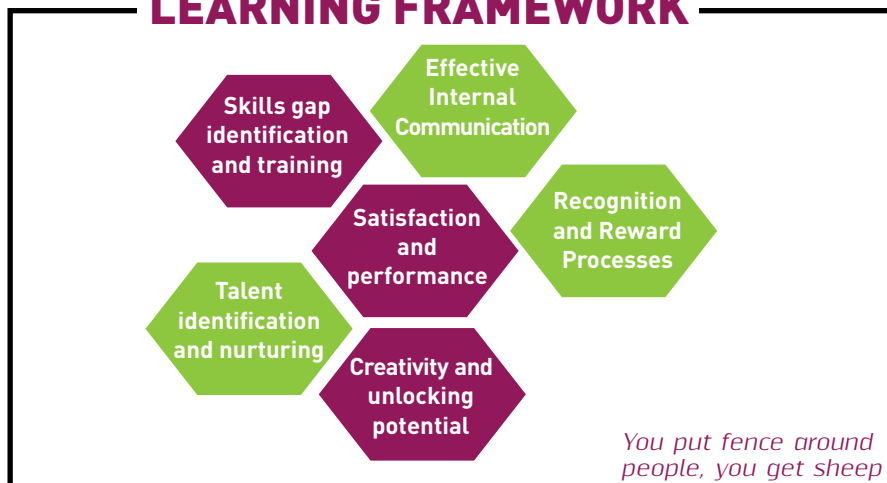 LEARNING FRAMEWORK
Effective
Internal
Communication
Skills gap
identification
and training
Recognition
and Reward
Processes
Satisfaction
and
performance
Talent
identification
and nurturing
Creativity and
unlocking
potential
You put fence around
people, you get sheep